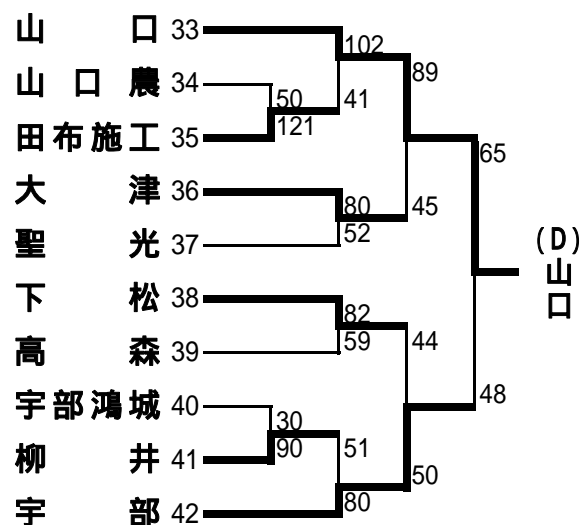 山口 33
102
89
山口農 34
50
41
121
田布施工 35
65
大津 36
80
45
52
聖光 37
(D)
山
口
下松 38
82
44
59
高森 39
48
宇部鴻城 40
30
51
90
柳井 41
50
80
宇部 42